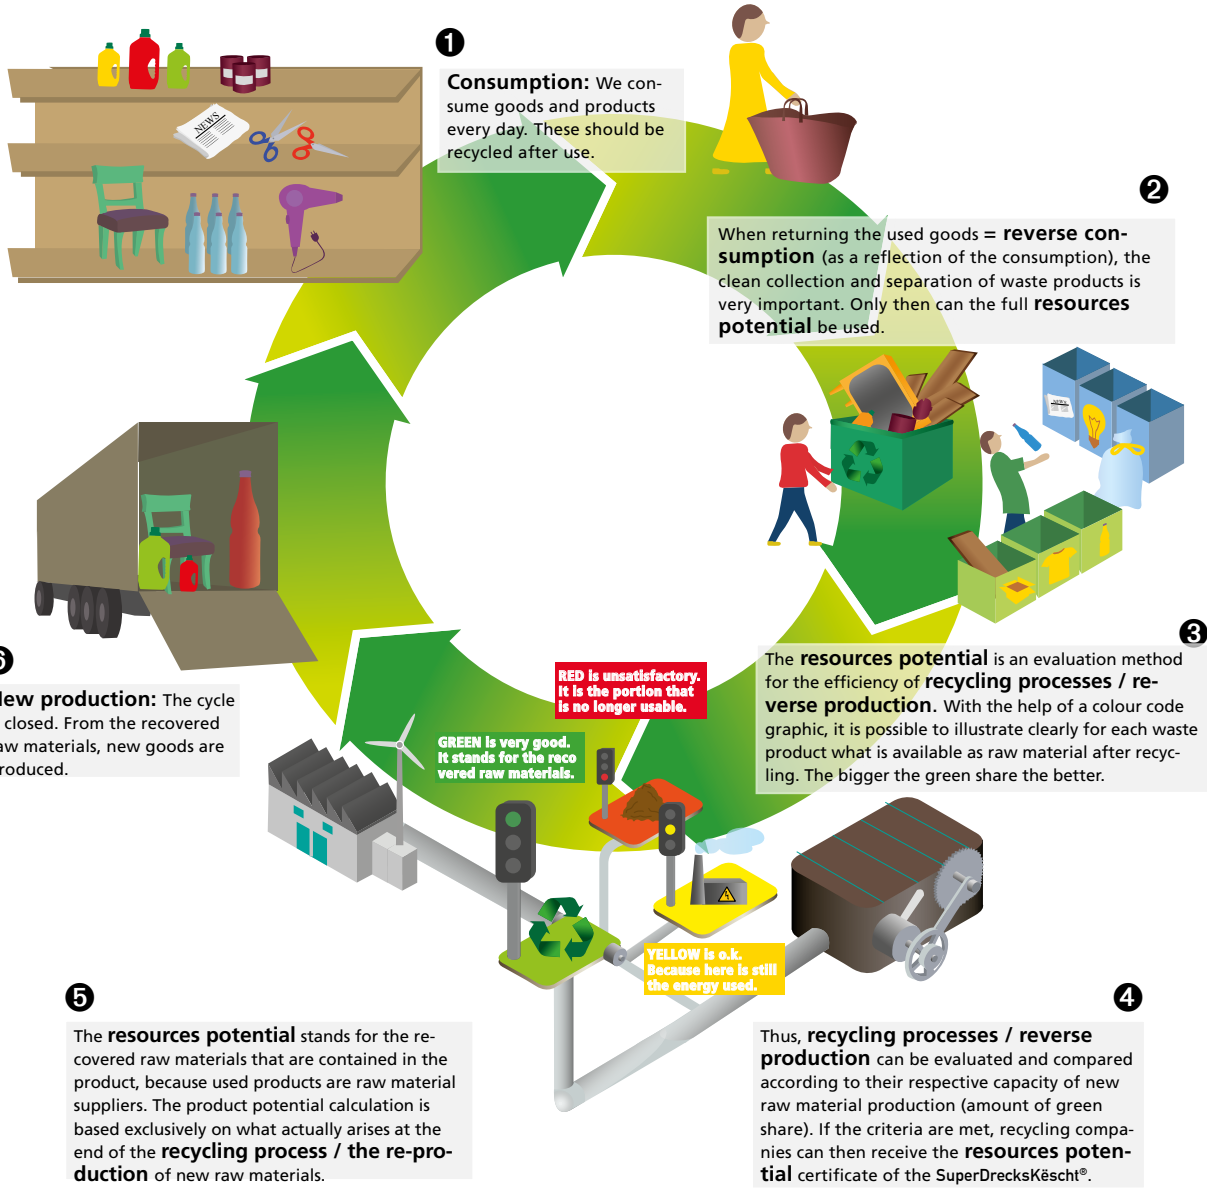 ❶
Consumption: We con-
sume goods and products
every day. These should be
recycled after use.
NEWS
❷
When returning the used goods = reverse con-
sumption (as a reflection of the consumption), the
clean collection and separation of waste products is
very important. Only then can the full resources
potential be used.
NEWS
❸
The resources potential is an evaluation method
for the efficiency of recycling processes / re-
verse production. With the help of a colour code
graphic, it is possible to illustrate clearly for each waste
product what is available as raw material after recyc-
ling. The bigger the green share the better.
RED is unsatisfactory.
It is the portion that
is no longer usable.
GREEN is very good.
It stands for the reco
vered raw materials.
YELLOW is o.k.
Because here is still
the energy used.
❹
Thus, recycling processes / reverse
production can be evaluated and compared
according to their respective capacity of new
raw material production (amount of green
share). If the criteria are met, recycling compa-
nies can then receive the resources poten-
tial certificate of the SuperDrecksKëscht®.
❺
The resources potential stands for the re-
covered raw materials that are contained in the
product, because used products are raw material
suppliers. The product potential calculation is
based exclusively on what actually arises at the
end of the recycling process / the re-pro-
duction of new raw materials.
❻
New production: The cycle
closed. From the recovered
raw materials, new goods are
produced.